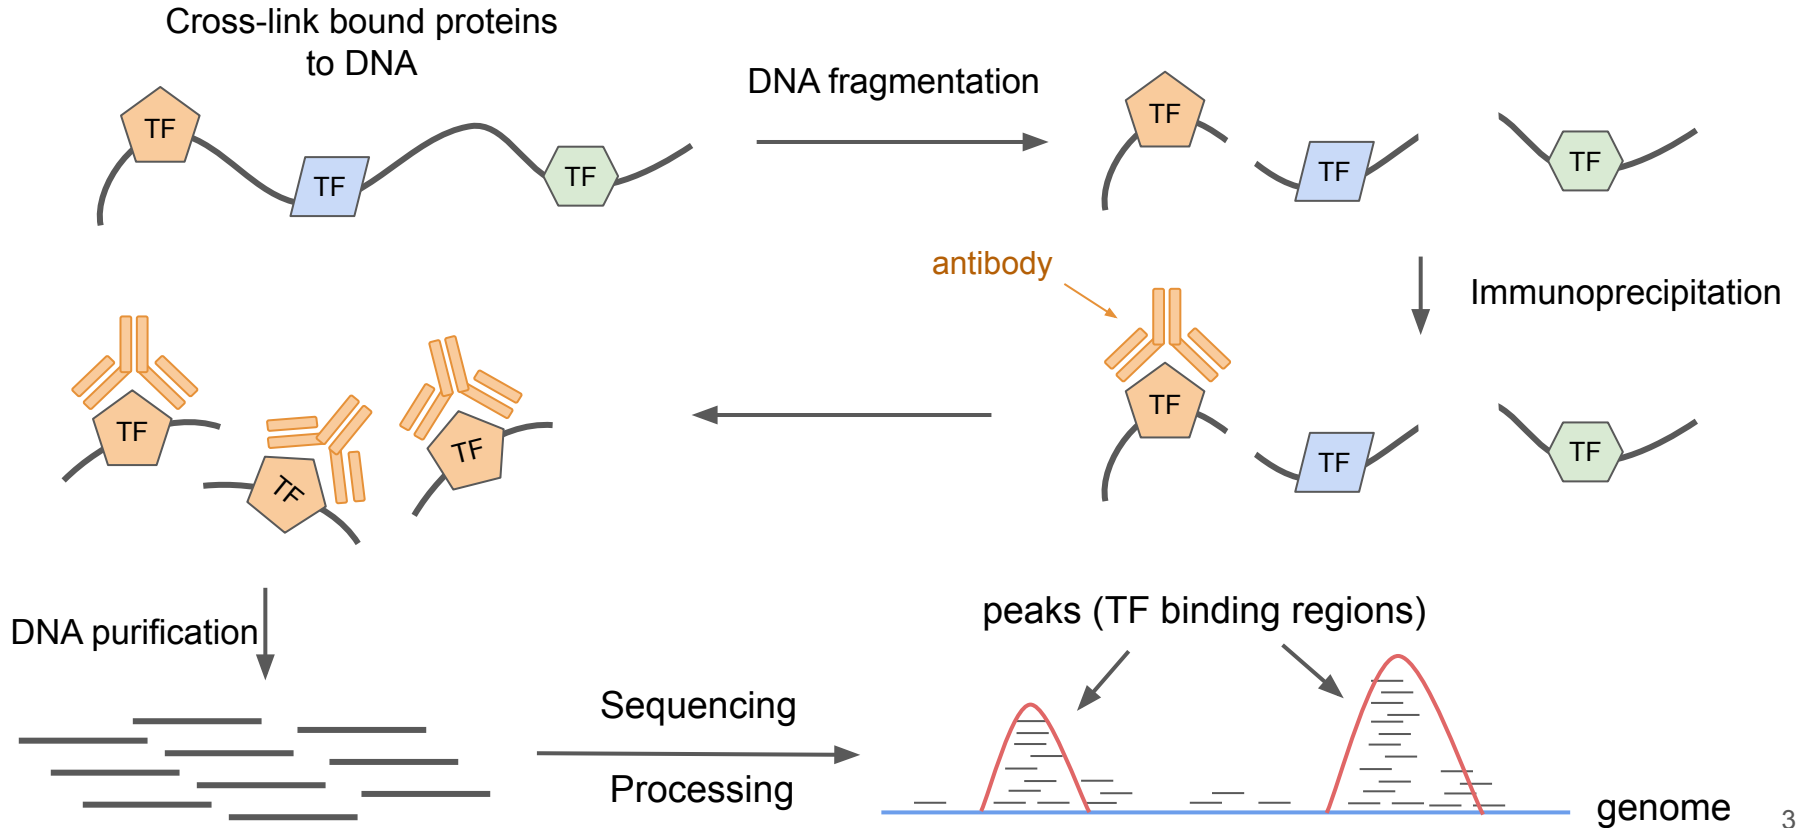 Cross-link bound proteins
to DNA
DNA fragmentation
TF
TF
TF
TF
TF
TF
antibody
Immunoprecipitation
TF
TF
TF
TF
TF
TF
DNA purification
peaks (TF binding regions)
Sequencing
Processing
genome
3